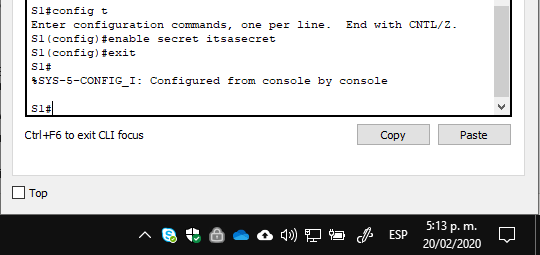 S1#config t
Enter configuration commands, one per line.  End with CNTL/Z.
S1(config)#enable secret itsasecret
S1(config)#exit
S1#
%SYS-5-CONFIG_I: Configured from console by console
S1#
Ctrl+F6 to exit CLI focus
Copy
Paste
Top
ESP
5:13 p. m.
20/02/2020